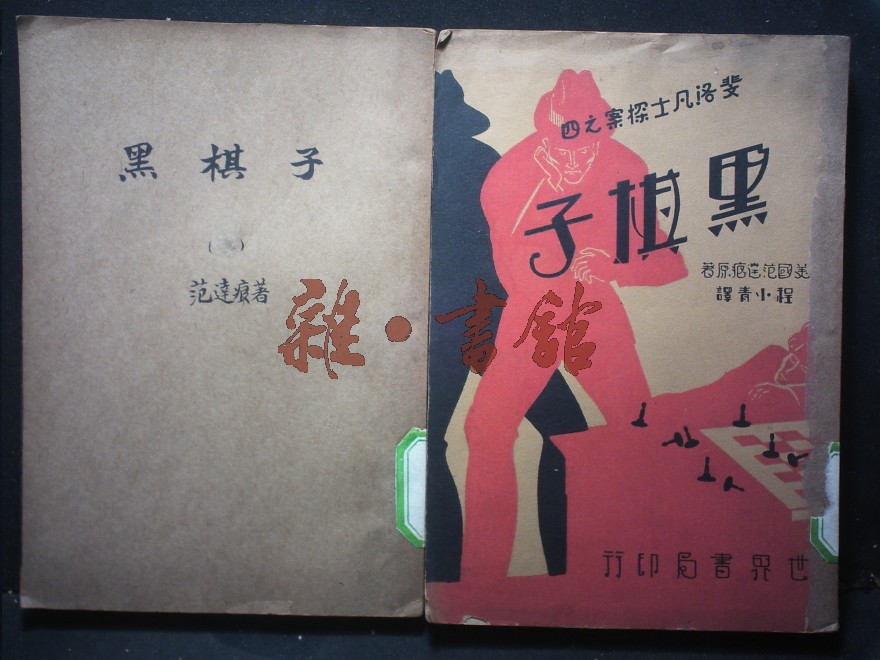 黑棋子
范達痕著
斐洛凡士探案之四
黑棋子
美國范達痕原著
程小青譯
世界書局印行
雜·書館